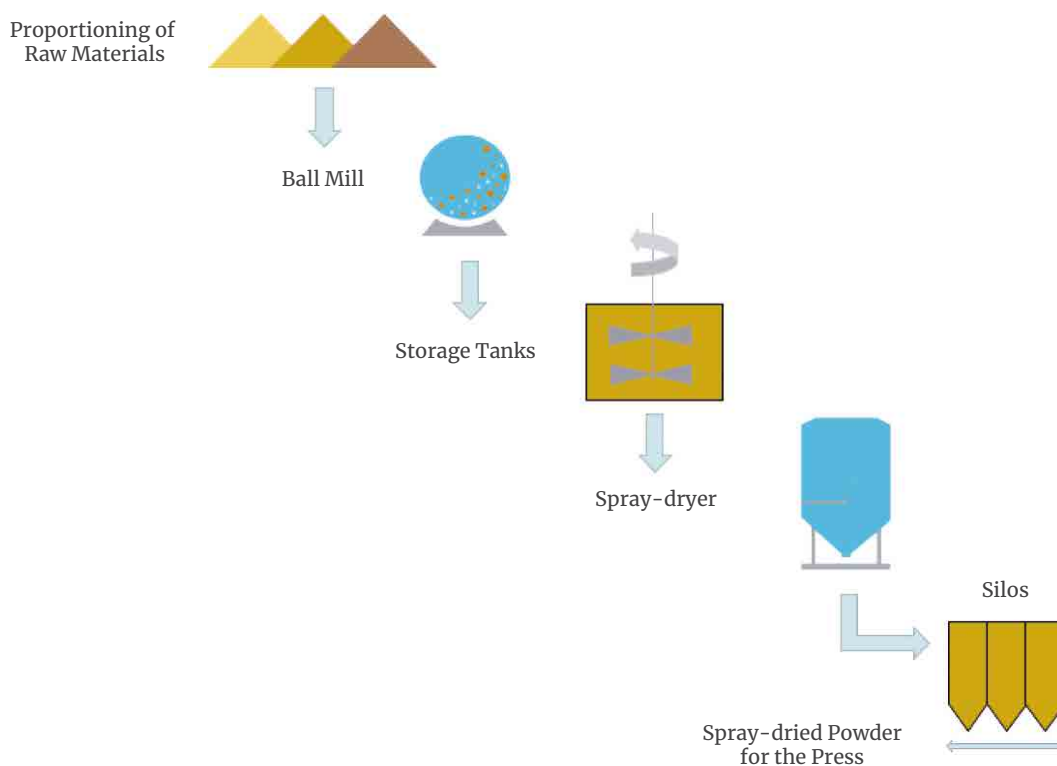 Proportioning of
Raw Materials
Ball Mill
Storage Tanks
Spray-dryer
Silos
Spray-dried Powder
for the Press